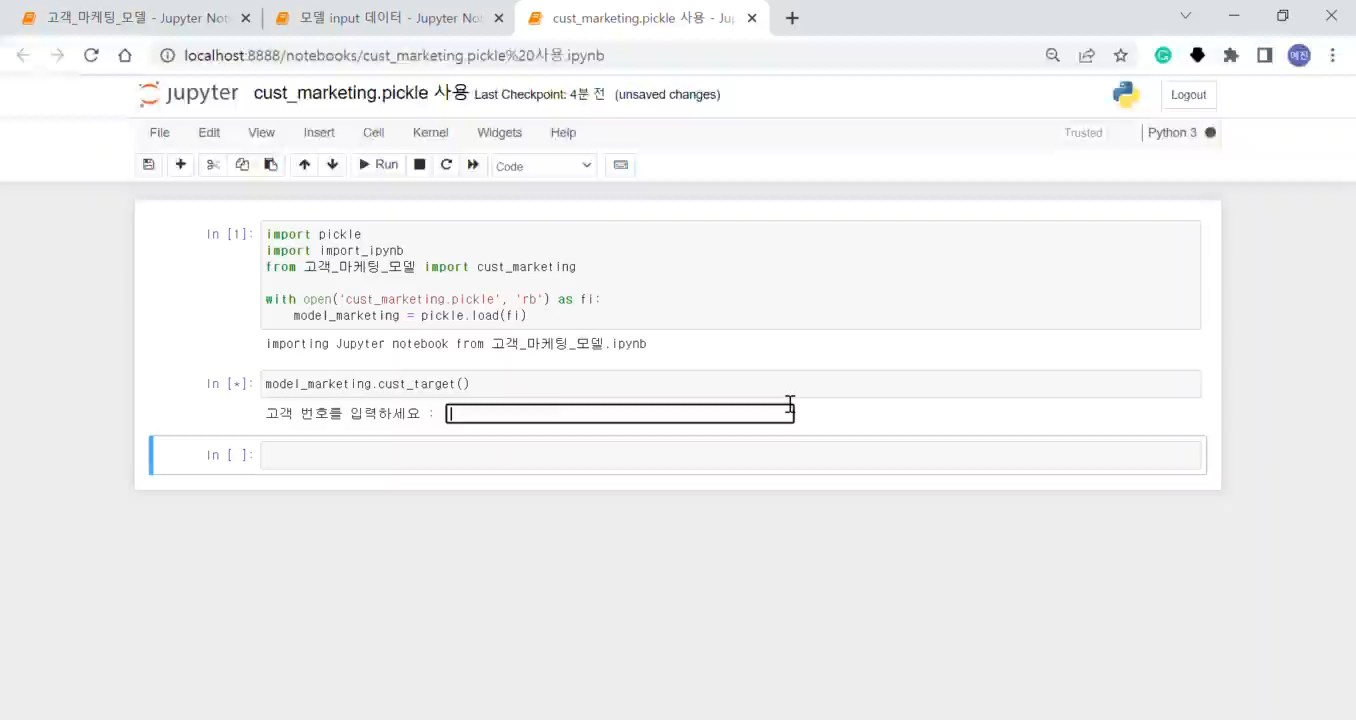 고객_마케팅_모델 - Jupyter Not
모델 input 데이터 - Jupyter No
cust_marketing.pickle 사용 - Ju
localhost:8888/notebooks/cust_marketing.pickle%20사용.ipynb
예진
jupyter cust_marketing.pickle 사용 Last Checkpoint: 4분 전 (unsaved changes)
Logout
File Edit View Insert Cell Kernel Widgets Help
Trusted
Python 3
Run
Code
In [1]:
import pickle
import import_ipynb
from 고객_마케팅_모델 import cust_marketing
with open('cust_marketing.pickle', 'rb') as fi:
model_marketing = pickle.load(fi)
importing Jupyter notebook from 고객_마케팅_모델.ipynb
In [*]: model_marketing.cust_target()
고객 번호를 입력하세요 :
In [ ]: